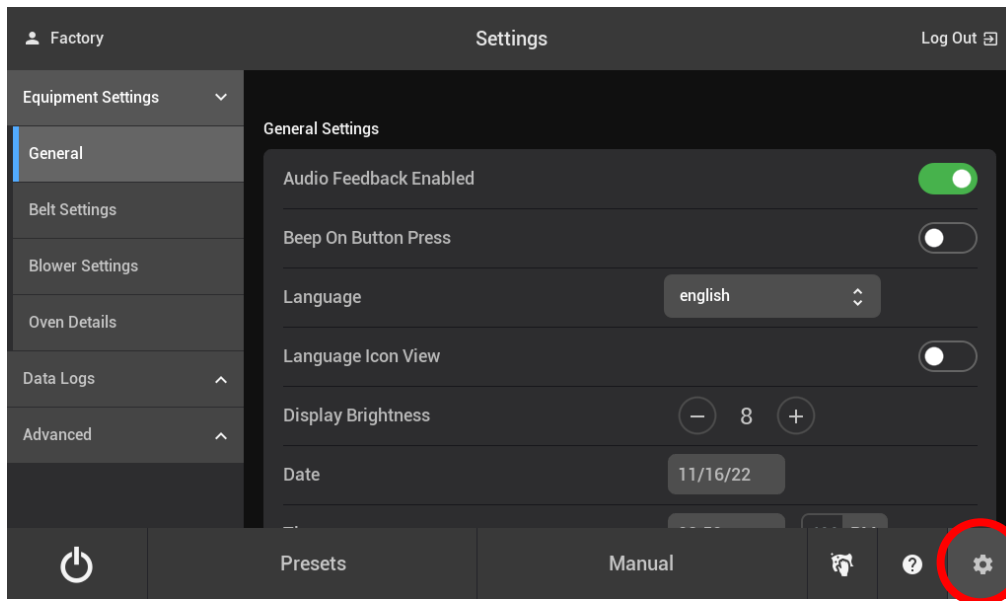 Factory
Settings
Log Out
Equipment Settings
General
Belt Settings
Blower Settings
Oven Details
Data Logs
Advanced
General Settings
Audio Feedback Enabled
Beep On Button Press
Language
english
Language Icon View
Display Brightness
8
Date
11/16/22
Presets
Manual